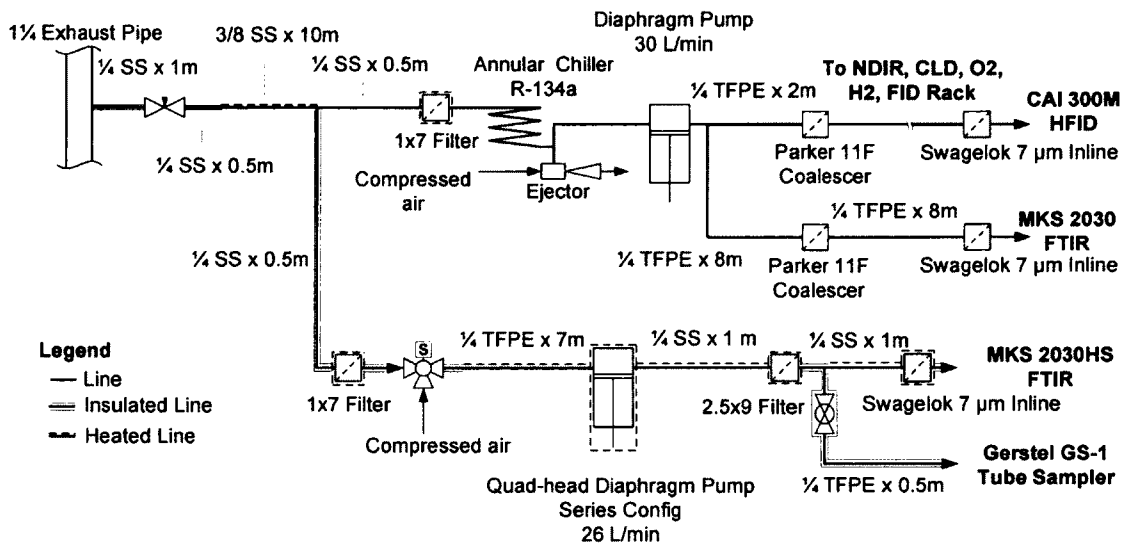 Diaphragm Pump
30 L/min
1¼ Exhaust Pipe
3/8 SS x 10m
¼ SS x 1m
¼ SS x 0.5m
Annular Chiller
R-134a
¼ TFPE x 2m
To NDIR, CLD, O2,
H2, FID Rack
CAI 300M
HFID
1x7 Filter
¼ SS x 0.5m
Compressed
air
Ejector
Parker 11F
Coalescer
Swagelok 7 µm Inline
¼ TFPE x 8m
MKS 2030
FTIR
¼ SS x 0.5m
¼ TFPE x 8m
Parker 11F
Coalescer
Swagelok 7 µm Inline
Legend
Line
Insulated Line
Heated Line
S
¼ TFPE x 7m
¼ SS x 1 m
¼ SS x 1m
MKS 2030HS
FTIR
1x7 Filter
2.5x9 Filter
Swagelok 7 µm Inline
Compressed air
Gerstel GS-1
Tube Sampler
¼ TFPE x 0.5m
Quad-head Diaphragm Pump
Series Config
26 L/min